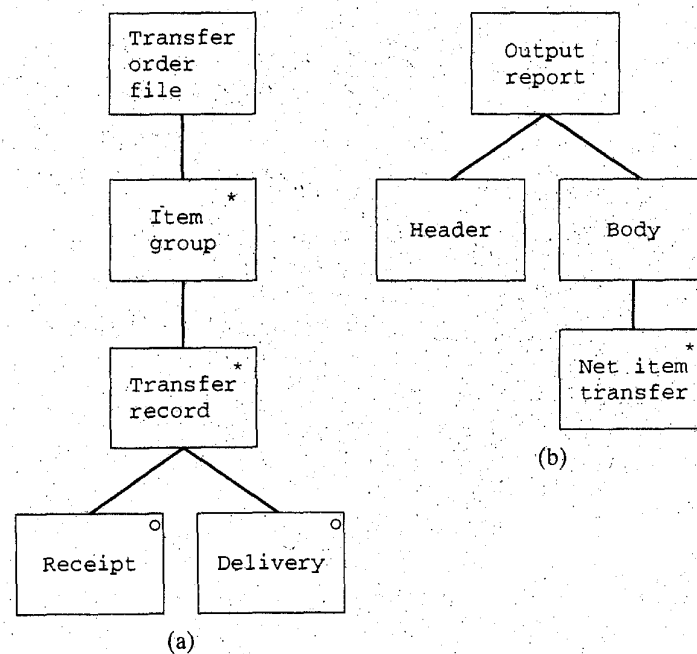 Transfer
order
file
Item
group
*
Transfer
record
*
Receipt
o
Delivery
o
(a)
Output
report
Header
Body
Net item
transfer
*
(b)